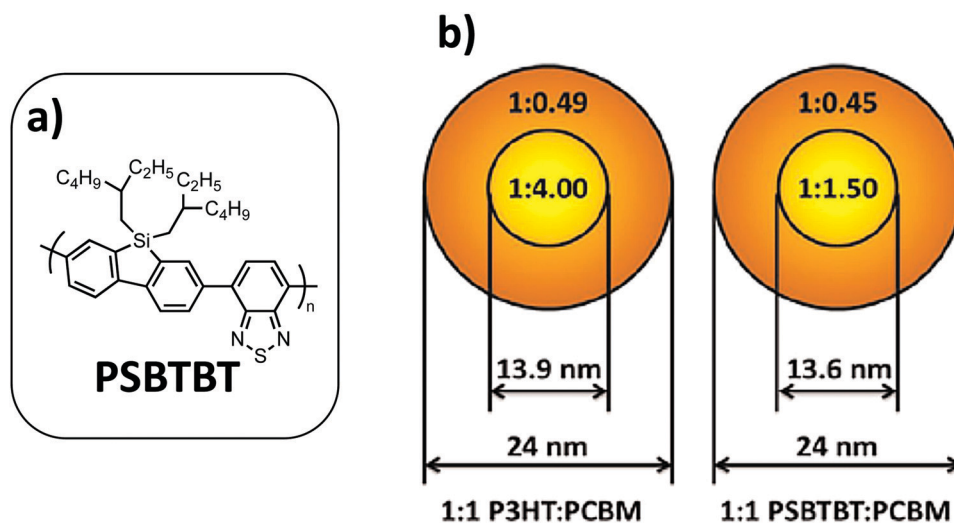 a)
C4H9
C2H5
C2H5
C4H9
Si
n
N
N
S
PSBTBT
b)
1:0.49
1:4.00
13.9 nm
24 nm
1:1 P3HT:PCBM
1:0.45
1:1.50
13.6 nm
24 nm
1:1 PSBTBT:PCBM